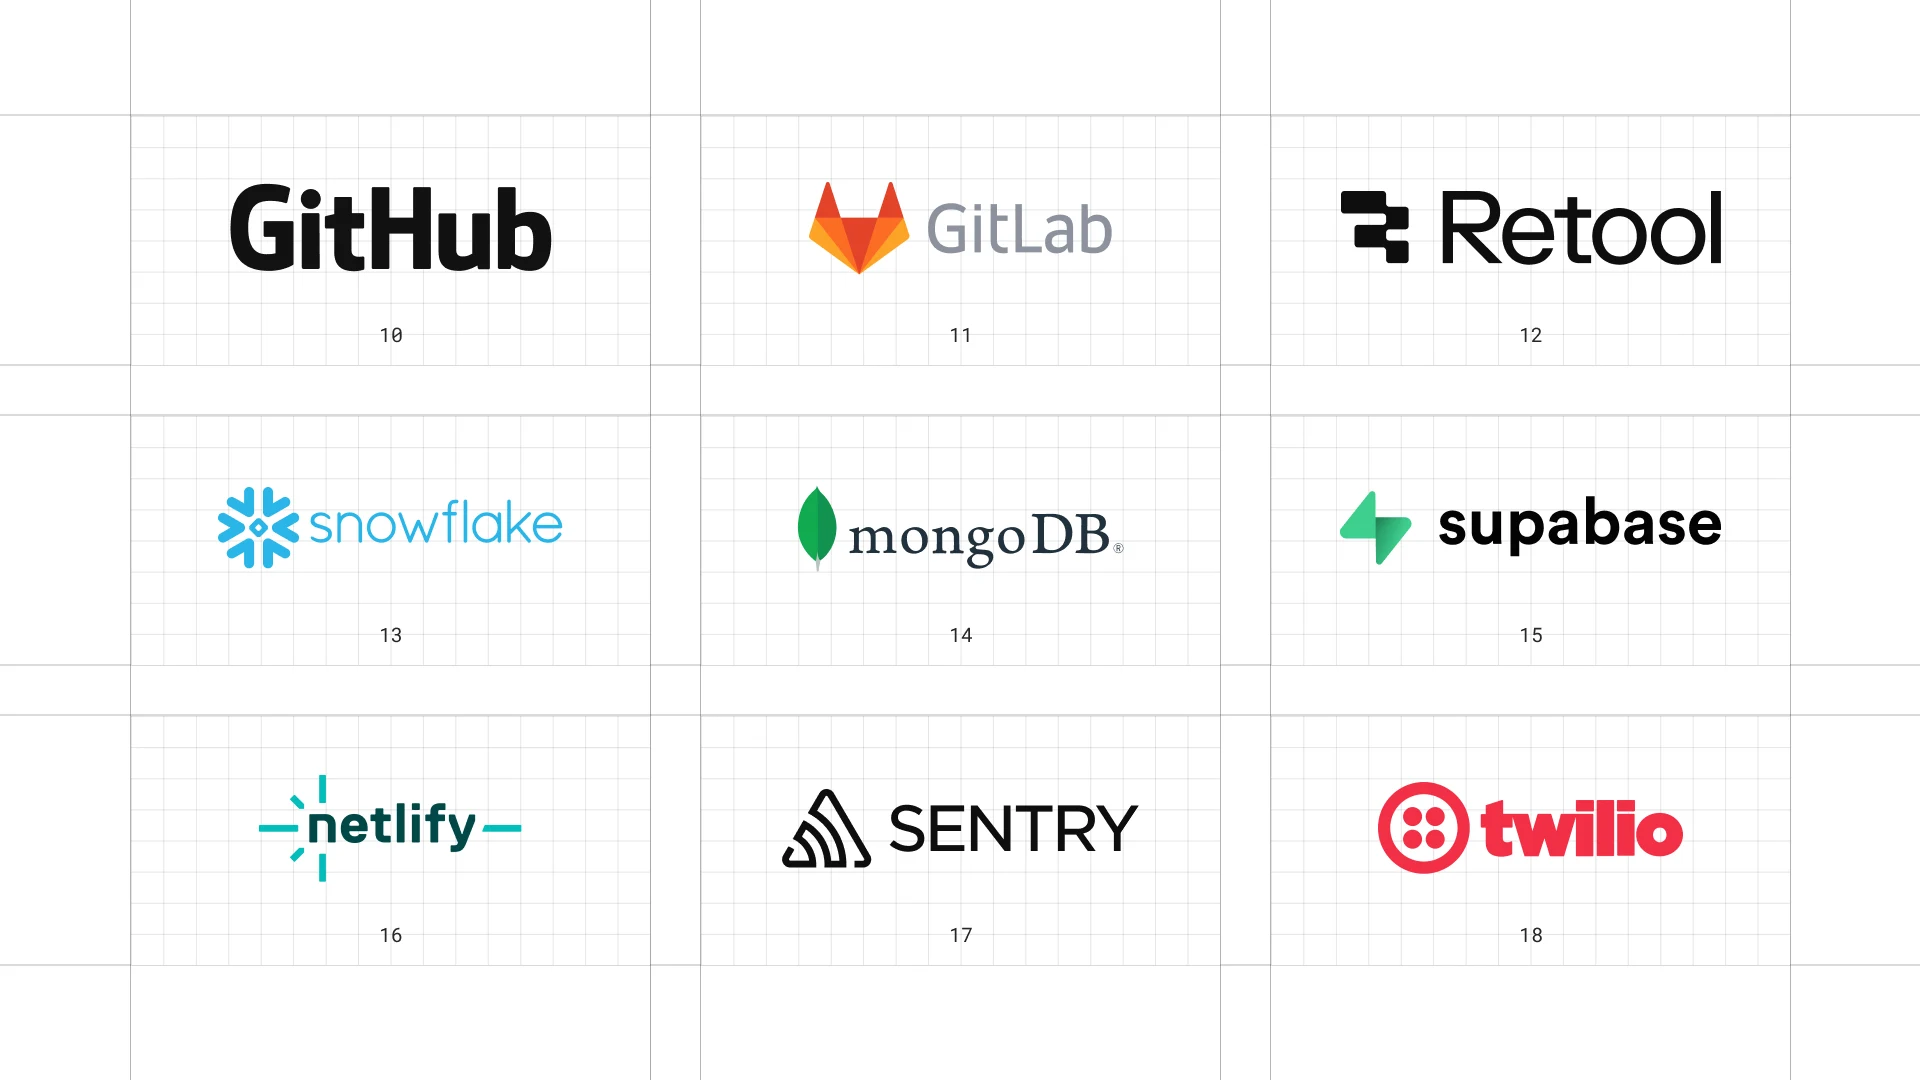 GitHub
GitLab
Retool
10
11
12
snowflake
mongoDB®
supabase
13
14
15
netlify
SENTRY
twilio
16
17
18